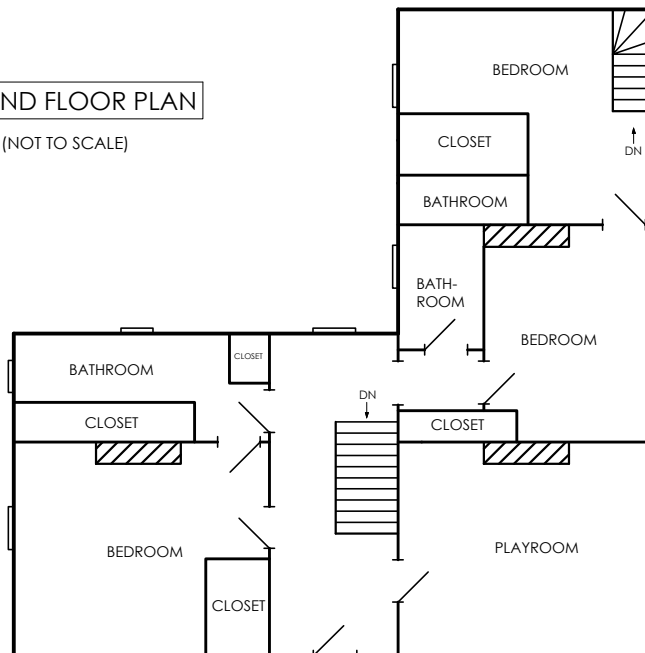 ND FLOOR PLAN
(NOT TO SCALE)
BEDROOM
CLOSET
DN
BATHROOM
BATH-
ROOM
BEDROOM
CLOSET
BATHROOM
DN
CLOSET
CLOSET
BEDROOM
PLAYROOM
CLOSET